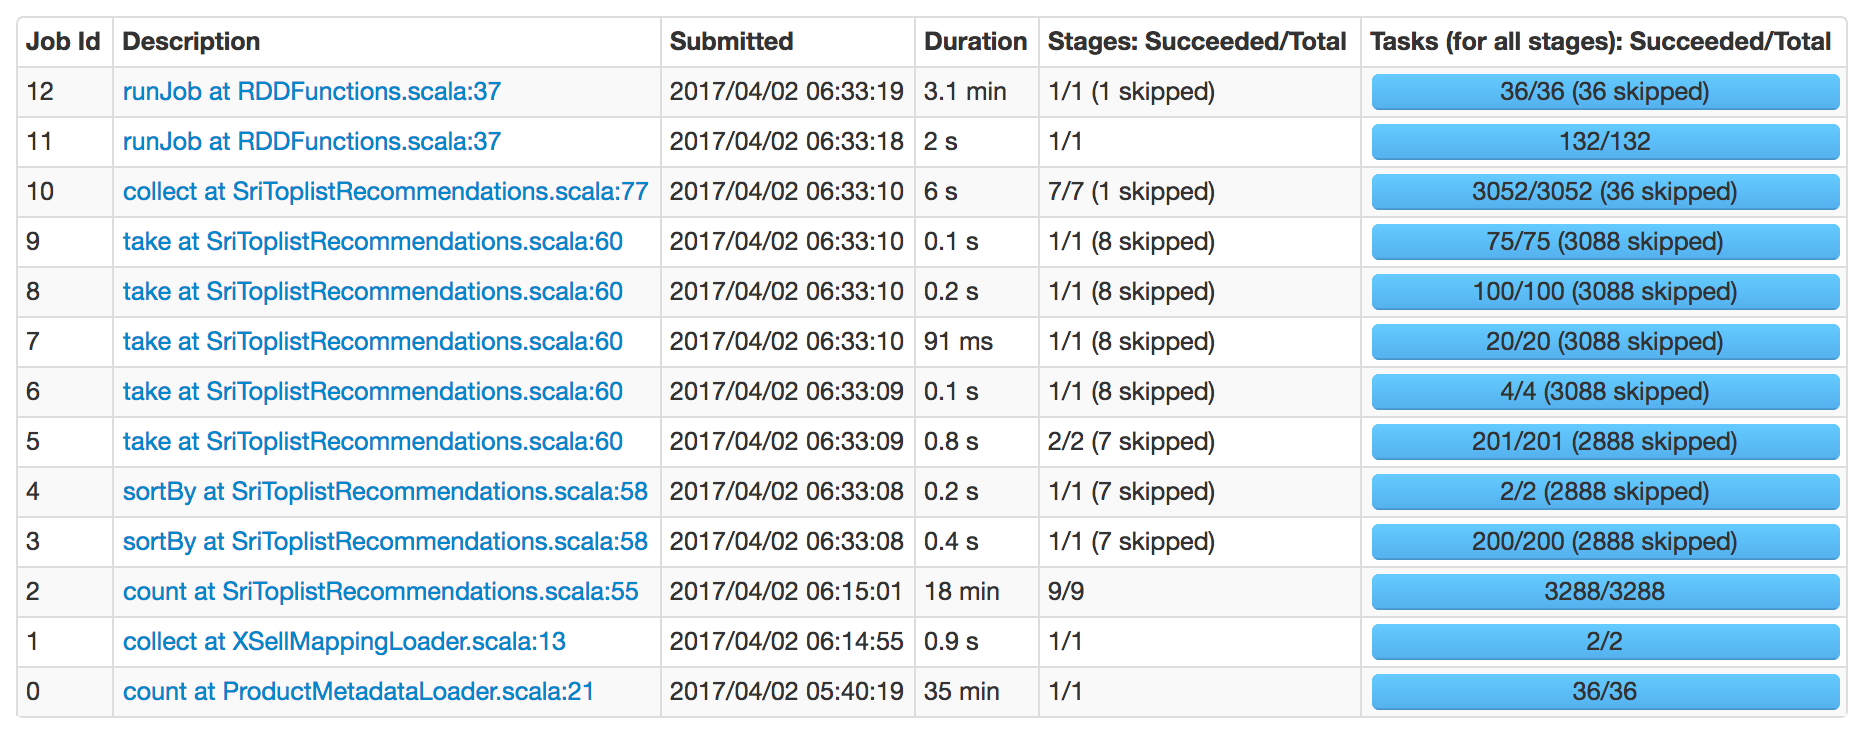 Job Id Description Submitted Duration Stages: Succeeded/Total Tasks (for all stages): Succeeded/Total
12 runJob at RDDFunctions.scala:37 2017/04/02 06:33:19 3.1 min 1/1 (1 skipped) 36/36 (36 skipped)
11 runJob at RDDFunctions.scala:37 2017/04/02 06:33:18 2 s 1/1 132/132
10 collect at SriToplistRecommendations.scala:77 2017/04/02 06:33:10 6 s 7/7 (1 skipped) 3052/3052 (36 skipped)
9 take at SriToplistRecommendations.scala:60 2017/04/02 06:33:10 0.1 s 1/1 (8 skipped) 75/75 (3088 skipped)
8 take at SriToplistRecommendations.scala:60 2017/04/02 06:33:10 0.2 s 1/1 (8 skipped) 100/100 (3088 skipped)
7 take at SriToplistRecommendations.scala:60 2017/04/02 06:33:10 91 ms 1/1 (8 skipped) 20/20 (3088 skipped)
6 take at SriToplistRecommendations.scala:60 2017/04/02 06:33:09 0.1 s 1/1 (8 skipped) 4/4 (3088 skipped)
5 take at SriToplistRecommendations.scala:60 2017/04/02 06:33:09 0.8 s 2/2 (7 skipped) 201/201 (2888 skipped)
4 sortBy at SriToplistRecommendations.scala:58 2017/04/02 06:33:08 0.2 s 1/1 (7 skipped) 2/2 (2888 skipped)
3 sortBy at SriToplistRecommendations.scala:58 2017/04/02 06:33:08 0.4 s 1/1 (7 skipped) 200/200 (2888 skipped)
2 count at SriToplistRecommendations.scala:55 2017/04/02 06:15:01 18 min 9/9 3288/3288
1 collect at XSellMappingLoader.scala:13 2017/04/02 06:14:55 0.9 s 1/1 2/2
0 count at ProductMetadataLoader.scala:21 2017/04/02 05:40:19 35 min 1/1 36/36